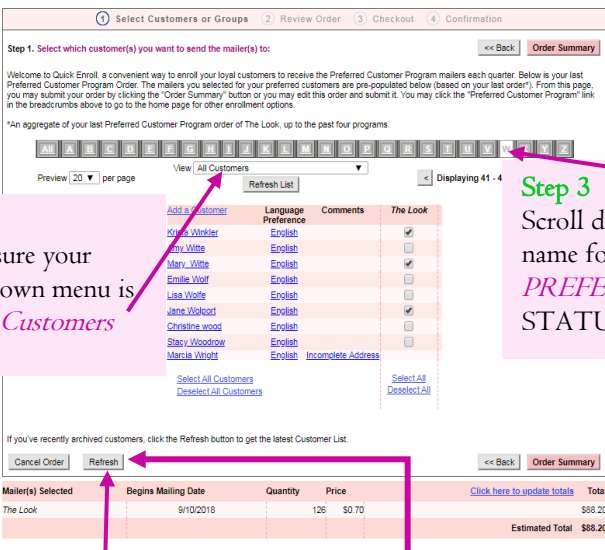 1 Select Customers or Groups 2 Review Order 3 Checkout 4 Confirmation
Step 1. Select which customer(s) you want to send the mailer(s) to:
<< Back Order Summary
Welcome to Quick Enroll, a convenient way to enroll your loyal customers to receive the Preferred Customer Program mailers each quarter. Below is your last
Preferred Customer Program Order. The mailers you selected for your preferred customers are pre-populated below (based on your last order*). From this page,
you may submit your order by clicking the "Order Summary" button or you may edit this order and submit it. You may click the "Preferred Customer Program" link
in the breadcrumbs above to go to the home page for other enrollment options.
*An aggregate of your last Preferred Customer Program order of The Look, up to the past four programs.
All A B C D E F G H I J K L M N O P Q R S T U V W Y Z
Preview 20 per page
View All Customers
Refresh List
< Displaying 41 - 4
Step 3
Scroll d
name fo
PREFE
STATU
sure your
own menu is
Customers
Add a Customer Language Preference Comments The Look
Krista Winkler English
Amy Witte English
Mary Witte English
Emilie Wolf English
Lisa Wolfe English
Jane Wolport English
Christine wood English
Stacy Woodrow English
Marcia Wright English Incomplete Address
Select All Customers Select All
Deselect All Customers Deselect All
If you've recently archived customers, click the Refresh button to get the latest Customer List.
Cancel Order Refresh << Back Order Summary
Mailer(s) Selected Begins Mailing Date Quantity Price Click here to update totals Total
The Look 9/10/2018 126 $0.70 $88.20
Estimated Total $88.20